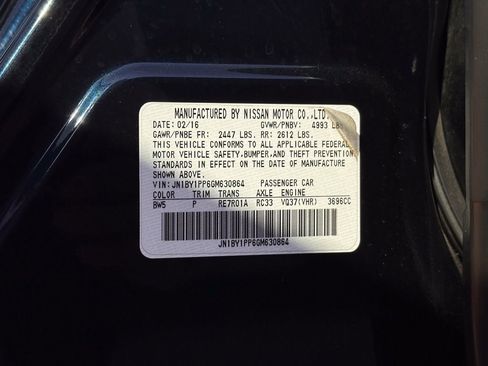 MANUFACTURED BY NISSAN MOTOR CO.,LTD.
DATE: 02/16 GVWR/PNBV: 4993 LBS
GAWR/PNBE FR: 2447 LBS. RR: 2612 LBS.
THIS VEHICLE CONFORMS TO ALL APPLICABLE FEDERAL
MOTOR VEHICLE SAFETY,BUMPER,AND THEFT PREVENTION
STANDARDS IN EFFECT ON THE DATE OF MANUFACTURE
SHOWN ABOVE.
VIN: JN1BY1PP6GM630864 PASSENGER CAR
COLOR TRIM TRANS AXLE ENGINE
BW5 P RE7R01A RC33 VQ37(VHR) 3696CC
JN1BY1PP6GM630864